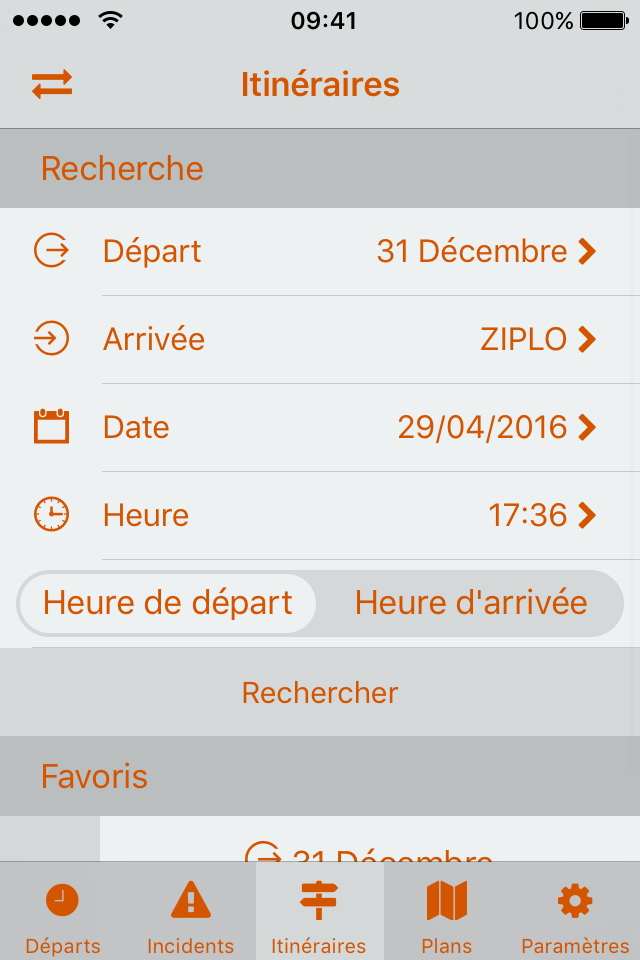 09:41 100%
Itinéraires
Recherche
Départ 31 Décembre
Arrivée ZIPLO
Date 29/04/2016
Heure 17:36
Heure de départ Heure d'arrivée
Rechercher
Favoris
31 Décembre
Départs Incidents Itinéraires Plans Paramètres